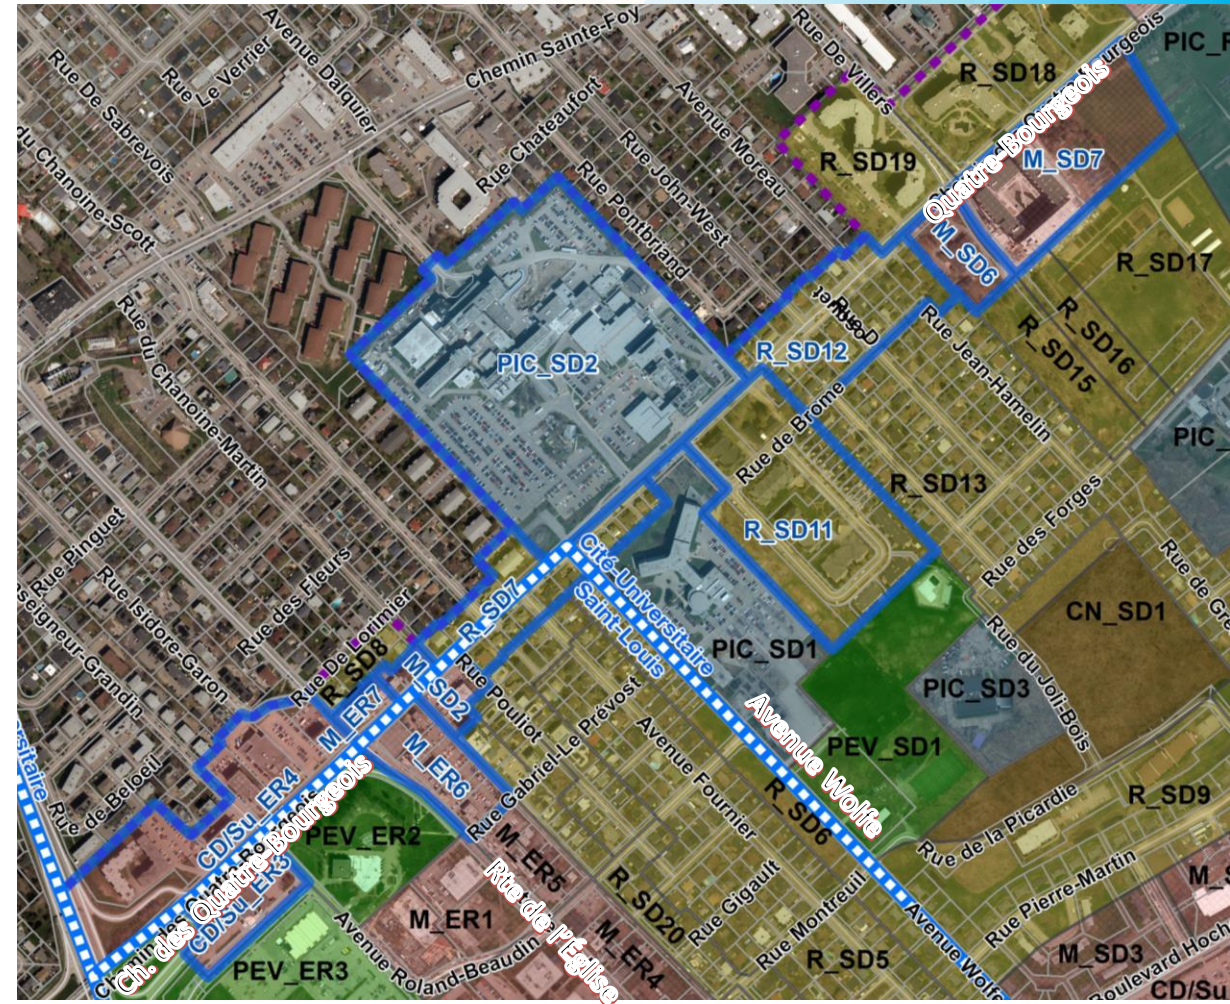 Avenue Dalquier
Rue Le Verrier
Rue De Sabrevois
Chemin Sainte-Foy
Rue De Villers
Quatre-Bourgeois
R_SD18
Rue Chateaufort
Avenue Moreau
R_SD19
M_SD7
du Chanoine-Scott
Rue John-West
Rue Pontbriand
M_SD6
R_SD17
R_SD16
R_SD15
Rue du Chanoine-Martin
PIC_SD2
R_SD12
Rue Jean-Hamelin
Rue de Brome
PIC_
R_SD13
Rue des Forges
R_SD11
Rue Pinguet
Rue des Fleurs
Rue Isidore-Garon
Cité-Universitaire
Saint-Louis
Rue De Lorimier
R_SD7
R_SD8
CN_SD1
PIC_SD1
PIC_SD3
Rue du Joli-Bois
seigneur-Grandin
M_SD2
M_ER7
Rue Pouliot
Rue Gabriel-Le Prévost
Avenue Wolfe
PEV_SD1
M_ER6
Avenue Fournier
Rue de Beloeil
CD/Su_ER4
R_SD6
R_SD9
Rue de la Picardie
PEV_ER2
Ch. des Quatre-Bourgeois
CD/Su_ER3
M_ER5
Rte de l'Église
R_SD20
Rue Gigault
Rue Montreuil
Rue Pierre-Martin
M_ER1
M_ER4
Avenue Roland-Beaudin
Avenue Wolfe
PEV_ER3
R_SD5
M_SD3
CD/Su